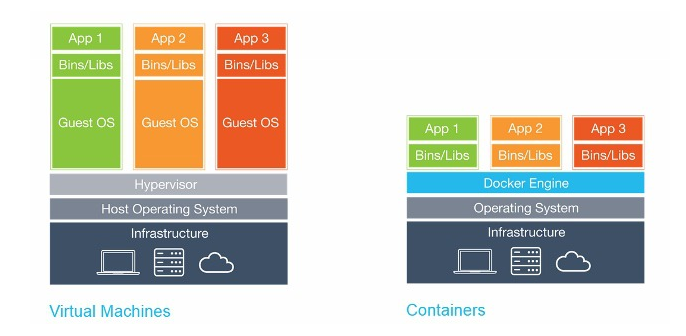 App 1
App 2
App 3
Bins/Libs
Bins/Libs
Bins/Libs
Guest OS
Guest OS
Guest OS
Hypervisor
Host Operating System
Infrastructure
Virtual Machines
App 1
App 2
App 3
Bins/Libs
Bins/Libs
Bins/Libs
Docker Engine
Operating System
Infrastructure
Containers